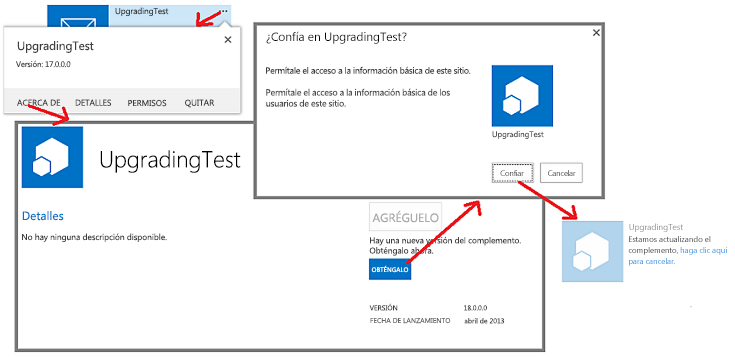 UpgradingTest
...
UpgradingTest
Versión: 17.0.0.0
ACERCA DE DETALLES PERMISOS QUITAR
UpgradingTest
Detalles
No hay ninguna descripción disponible.
AGRÉGUELO
Hay una nueva versión del complemento.
Obténgalo ahora.
OBTÉNGALO
VERSIÓN 18.0.0.0
FECHA DE LANZAMIENTO abril de 2013
¿Confía en UpgradingTest?
Permítale el acceso a la información básica de este sitio.
Permítale el acceso a la información básica de los
usuarios de este sitio.
UpgradingTest
Confiar Cancelar
UpgradingTest
Estamos actualizando el
complemento, haga clic aquí
para cancelar.